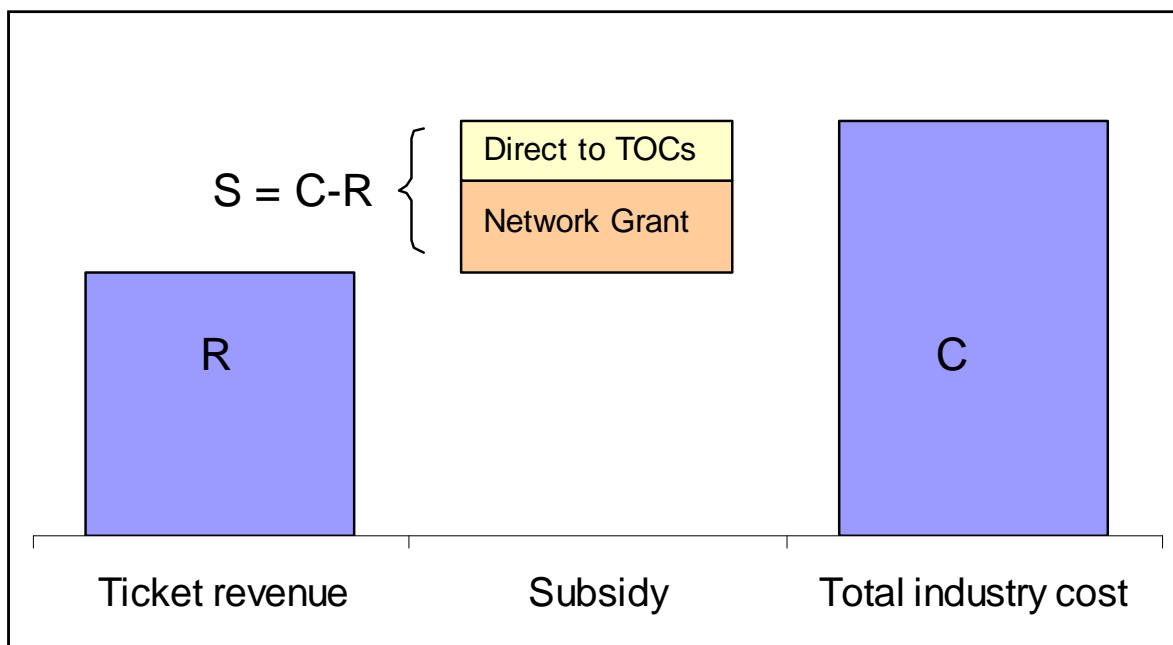 Direct to TOCs
S = C-R
Network Grant
R
C
Ticket revenue
Subsidy
Total industry cost